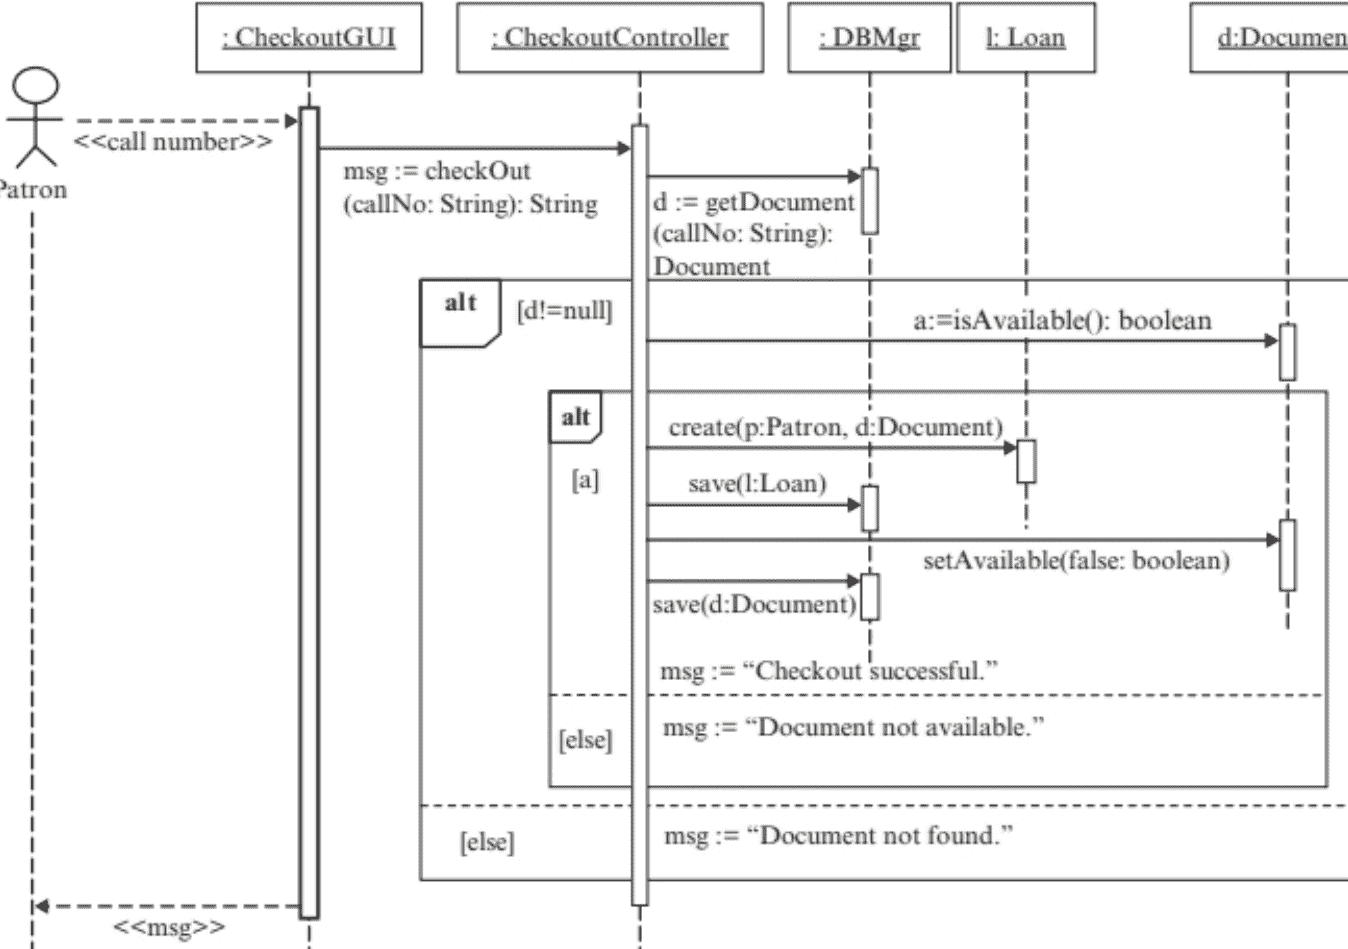 : CheckoutGUI
: CheckoutController
: DBMgr
l: Loan
d:Documen
<<call number>>
Patron
msg := checkOut
(callNo: String): String
d := getDocument
(callNo: String):
Document
alt
[d!=null]
a:=isAvailable(): boolean
alt
create(p:Patron, d:Document)
[a]
save(l:Loan)
setAvailable(false: boolean)
save(d:Document)
msg := “Checkout successful.”
msg := “Document not available.”
[else]
msg := “Document not found.”
[else]
<<msg>>